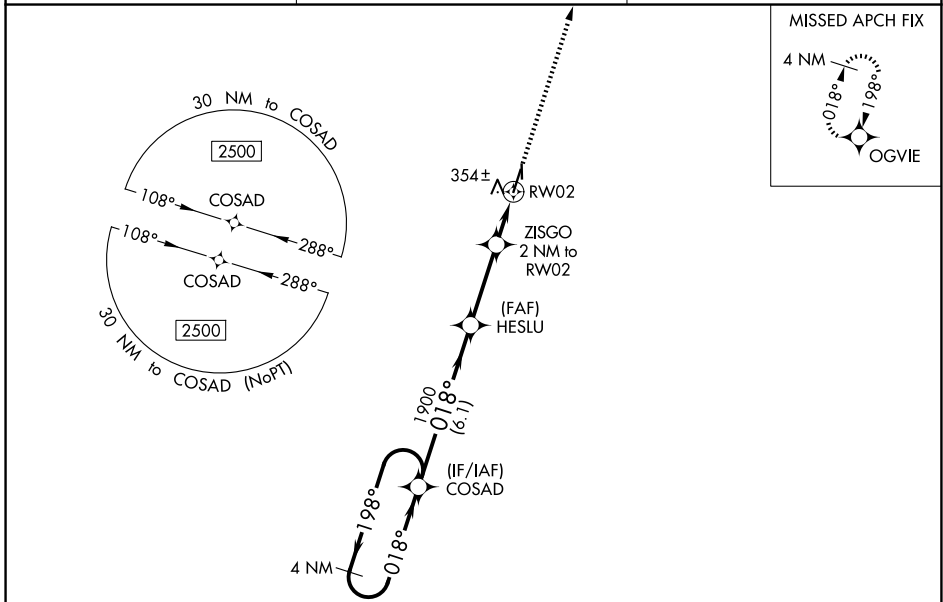 MISSED APCH FIX
4 NM
018°
198°
OGVIE
30 NM to COSAD
2500
COSAD
108°
288°
108°
288°
COSAD
2500
30 NM to COSAD (NoPT)
354±
RW02
ZISGO
2 NM to
RW02
(FAF)
HESLU
1900
018°
(6.1)
(IF/IAF)
COSAD
198°
018°
4 NM